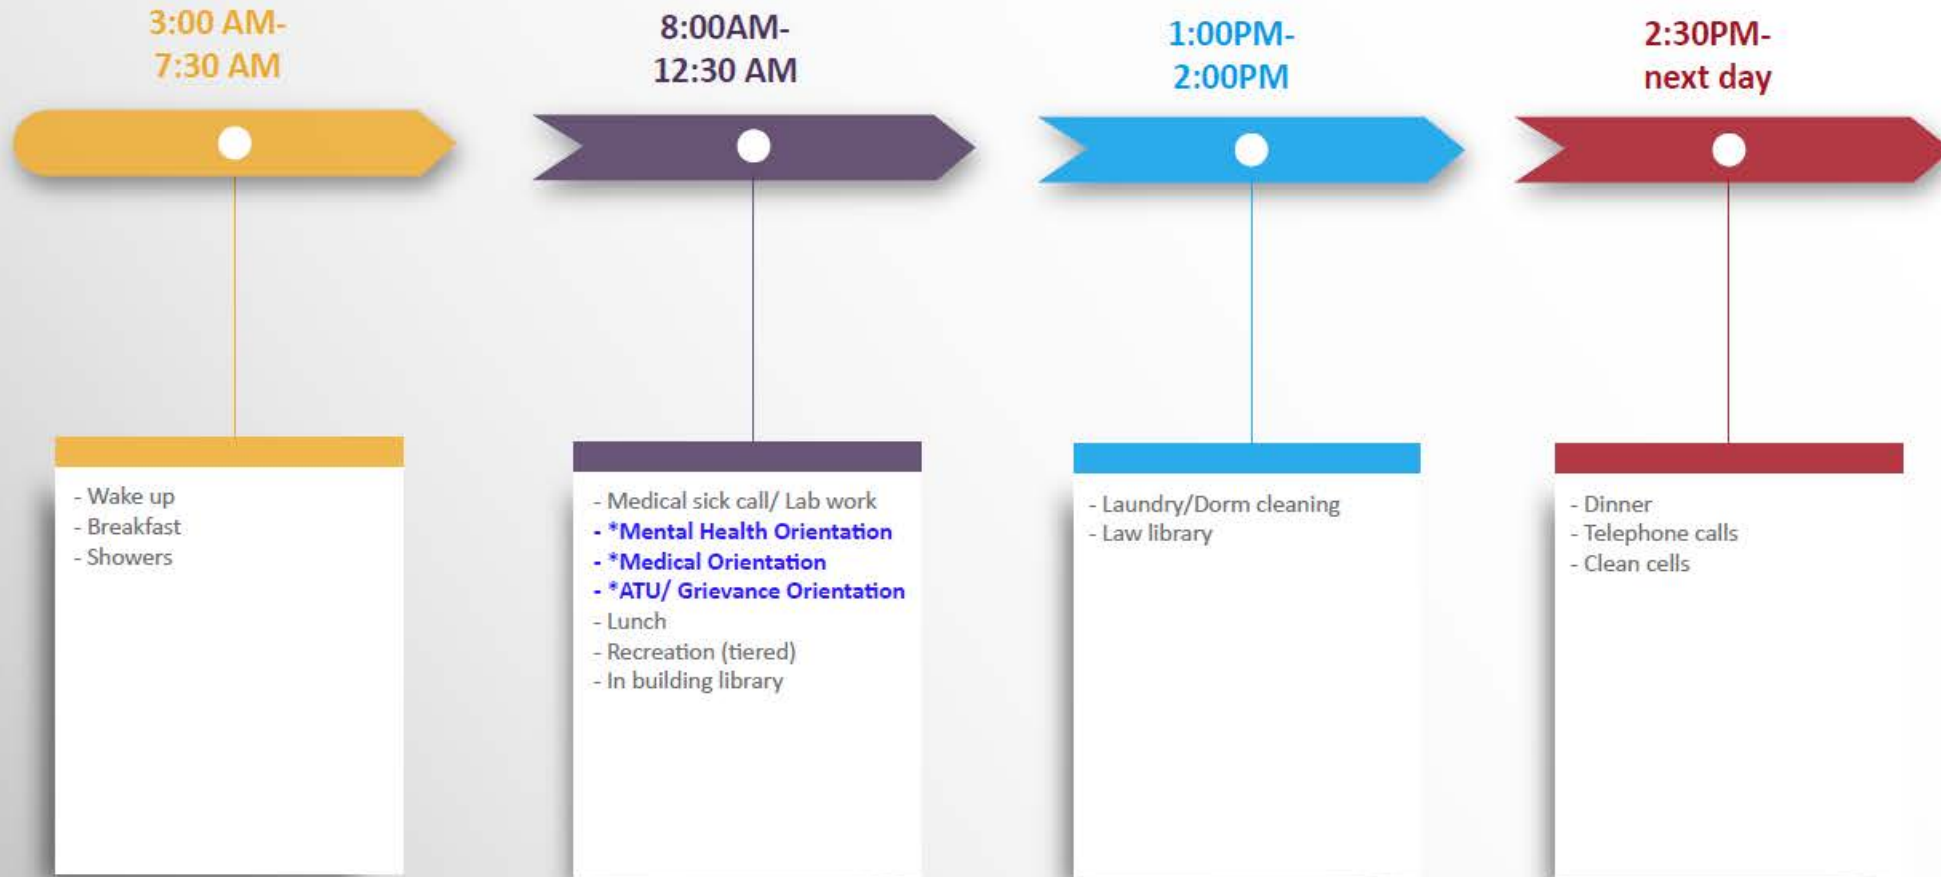 3:00 AM-
7:30 AM
8:00AM-
12:30 AM
1:00PM-
2:00PM
2:30PM-
next day
- Wake up
- Breakfast
- Showers
- Medical sick call/ Lab work
- *Mental Health Orientation
- *Medical Orientation
- *ATU/ Grievance Orientation
- Lunch
- Recreation (tiered)
- In building library
- Laundry/Dorm cleaning
- Law library
- Dinner
- Telephone calls
- Clean cells